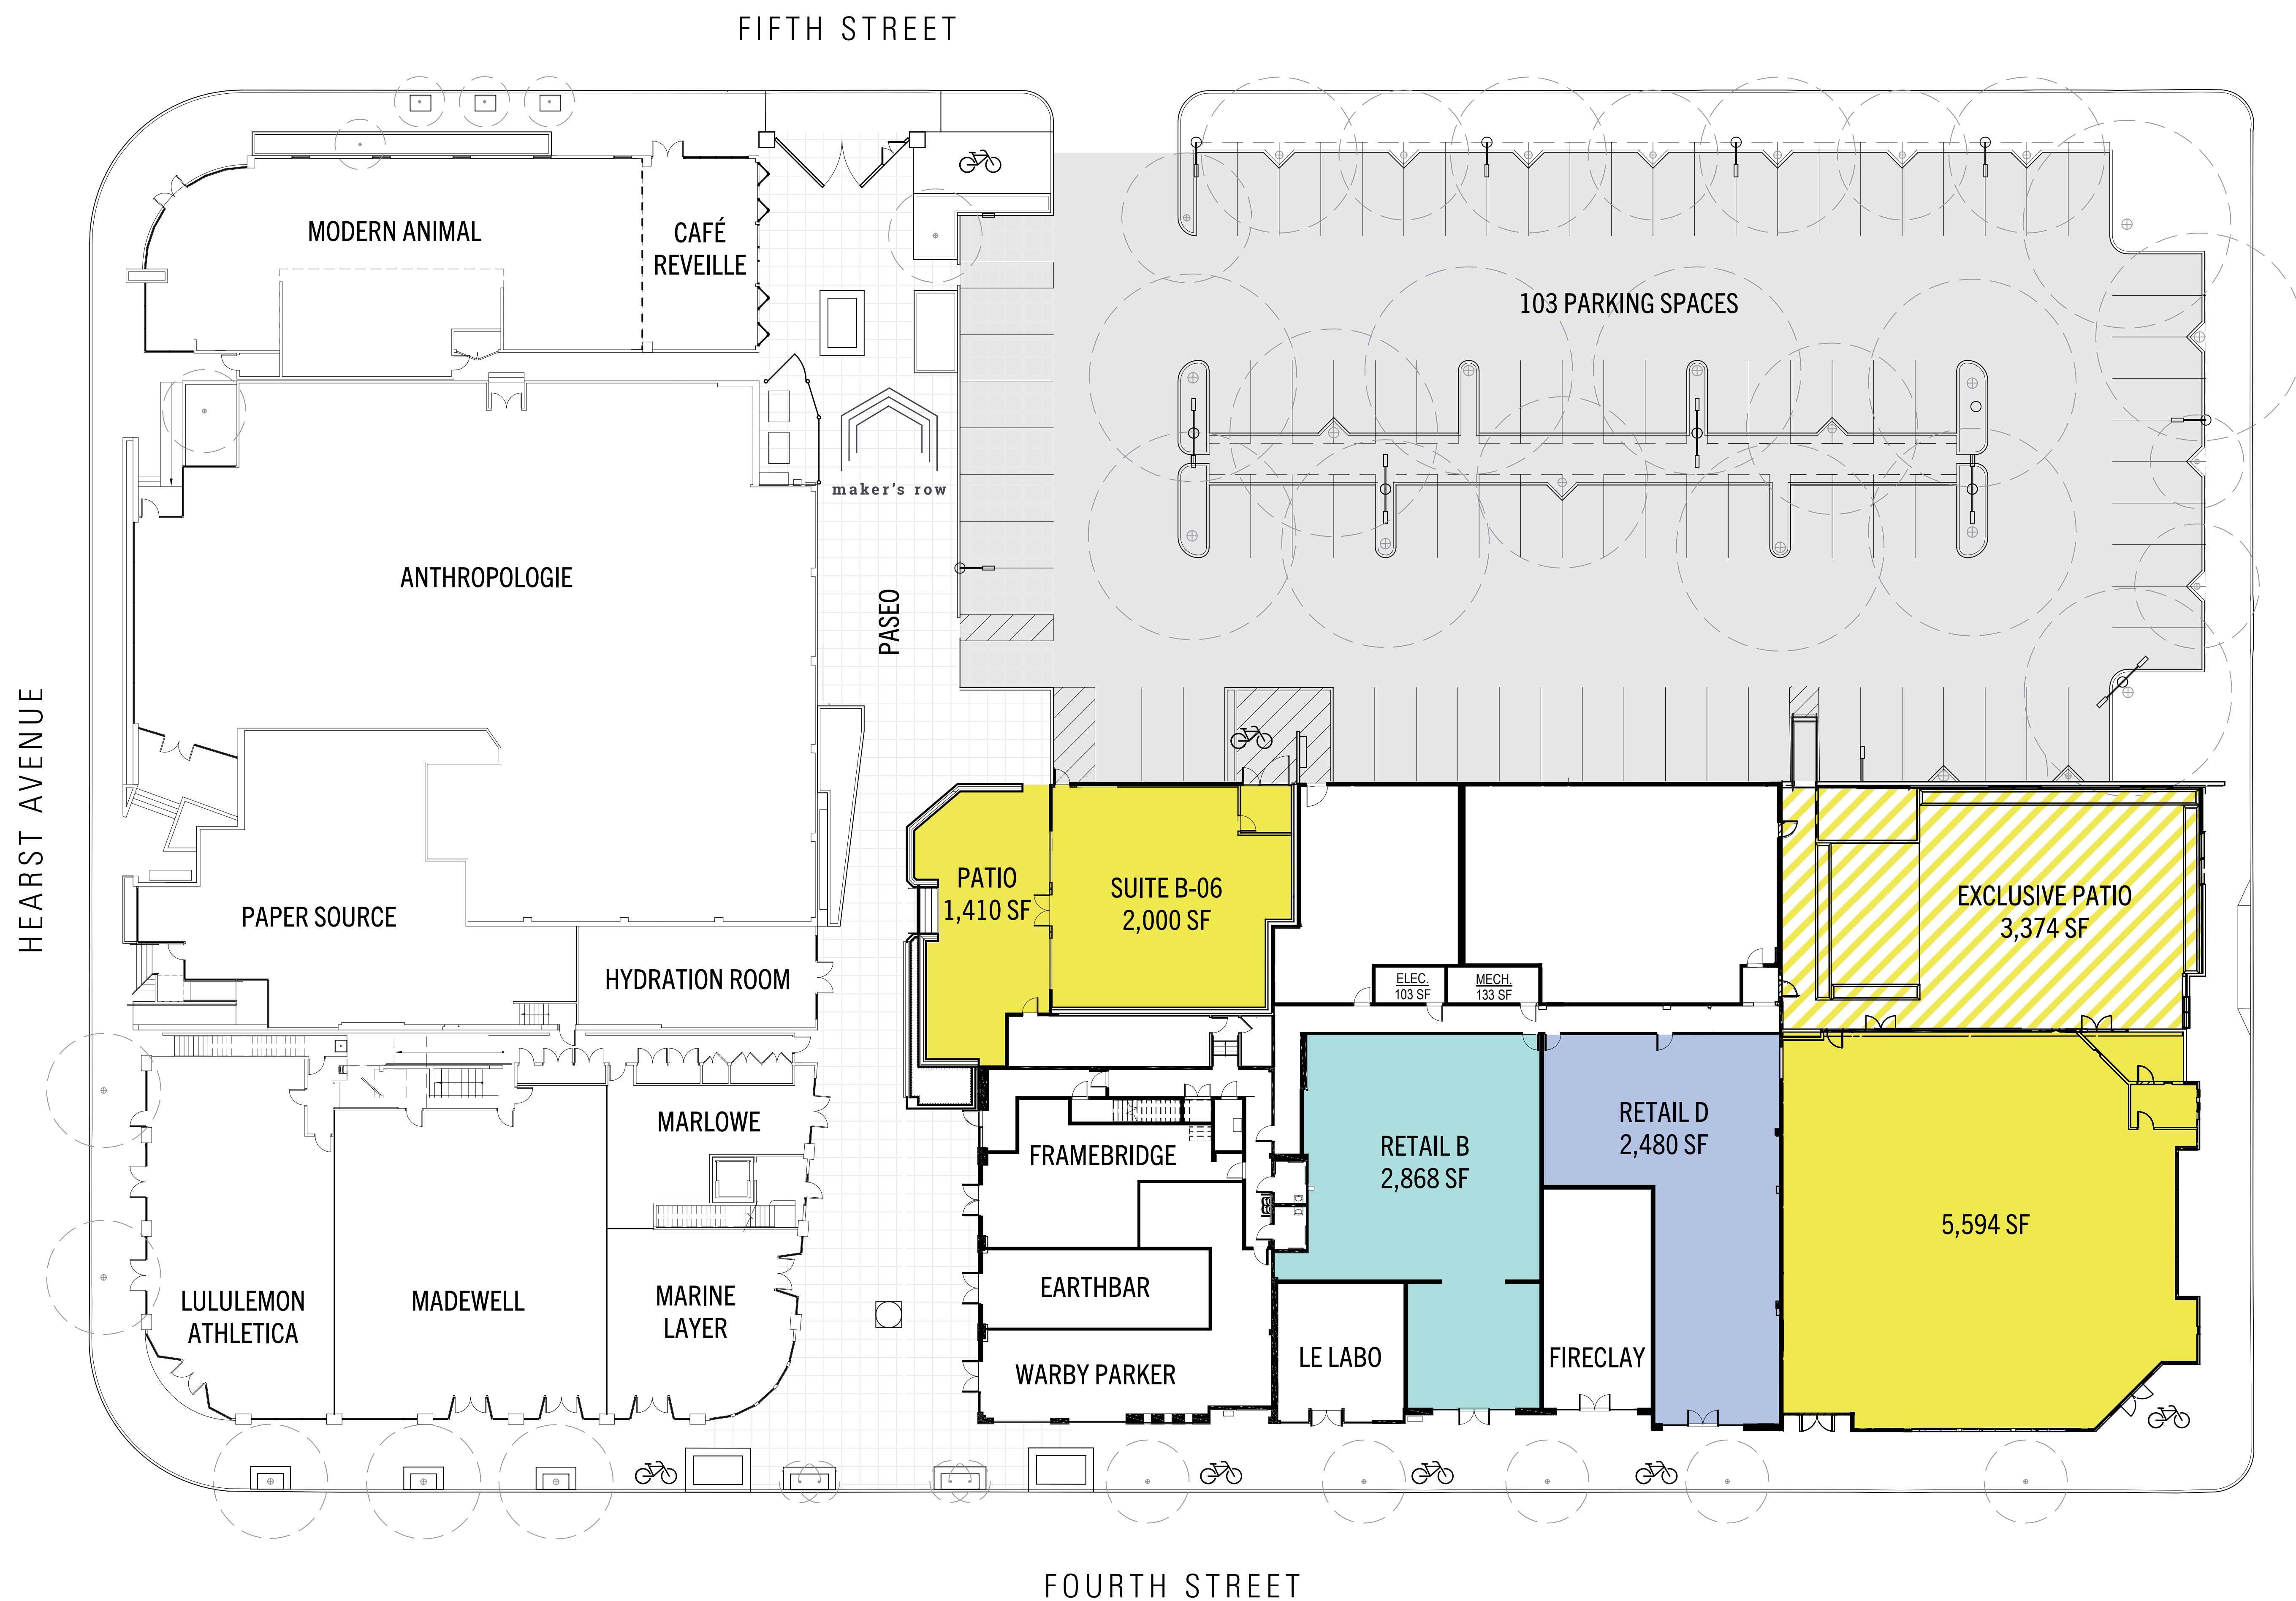 FIFTH STREET
MODERN ANIMAL
CAFÉ
REVEILLE
103 PARKING SPACES
maker's row
ANTHROPOLOGIE
PASEO
HEARST AVENUE
PATIO
1,410 SF
SUITE B-06
2,000 SF
EXCLUSIVE PATIO
3,374 SF
PAPER SOURCE
HYDRATION ROOM
ELEC.
103 SF
MECH.
133 SF
MARLOWE
FRAMEBRIDGE
RETAIL B
2,868 SF
RETAIL D
2,480 SF
5,594 SF
LULULEMON
ATHLETICA
MADEWELL
MARINE
LAYER
EARTHBAR
WARBY PARKER
LE LABO
FIRECLAY
FOURTH STREET